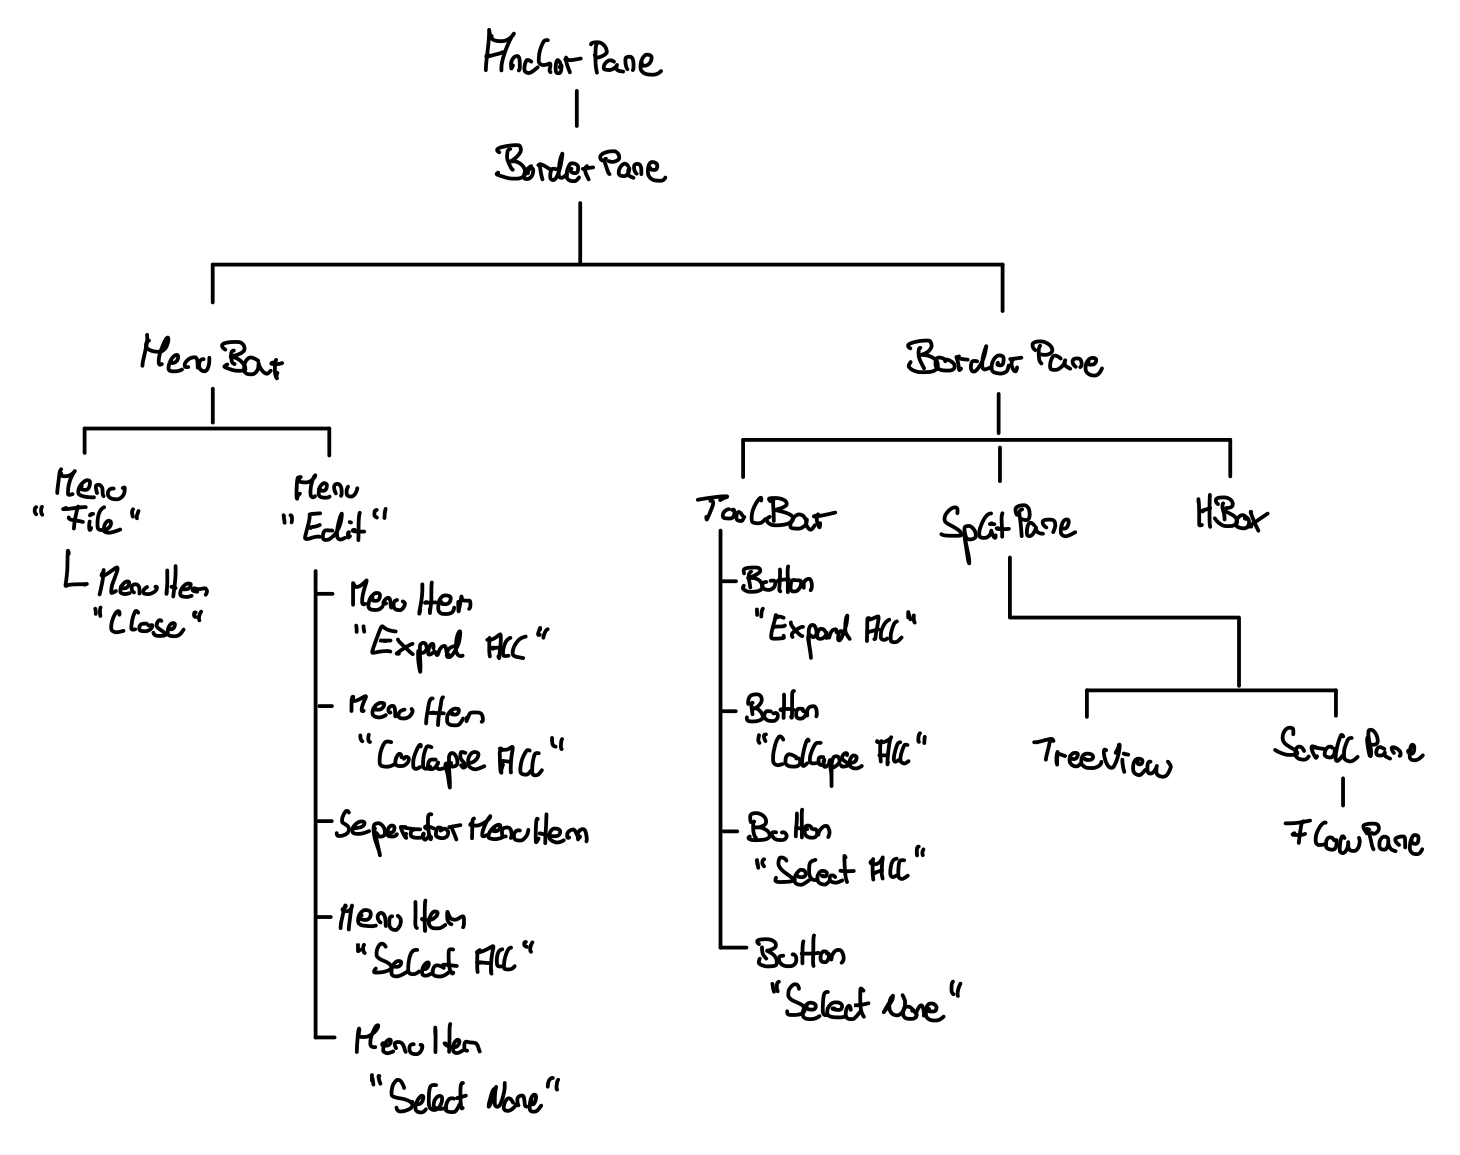 AnchorPane
BorderPane
MenuBar
BorderPane
Menu
"File"
MenuItem
"Close"
Menu
"Edit"
MenuItem
"Expand All"
MenuItem
"Collapse All"
SeperatorMenuItem
MenuItem
"Select All"
MenuItem
"Select None"
ToolBar
Button
"Expand All"
Button
"Collapse All"
Button
"Select All"
Button
"Select None"
SplitPane
TreeView
ScrollPane
FlowPane
HBox